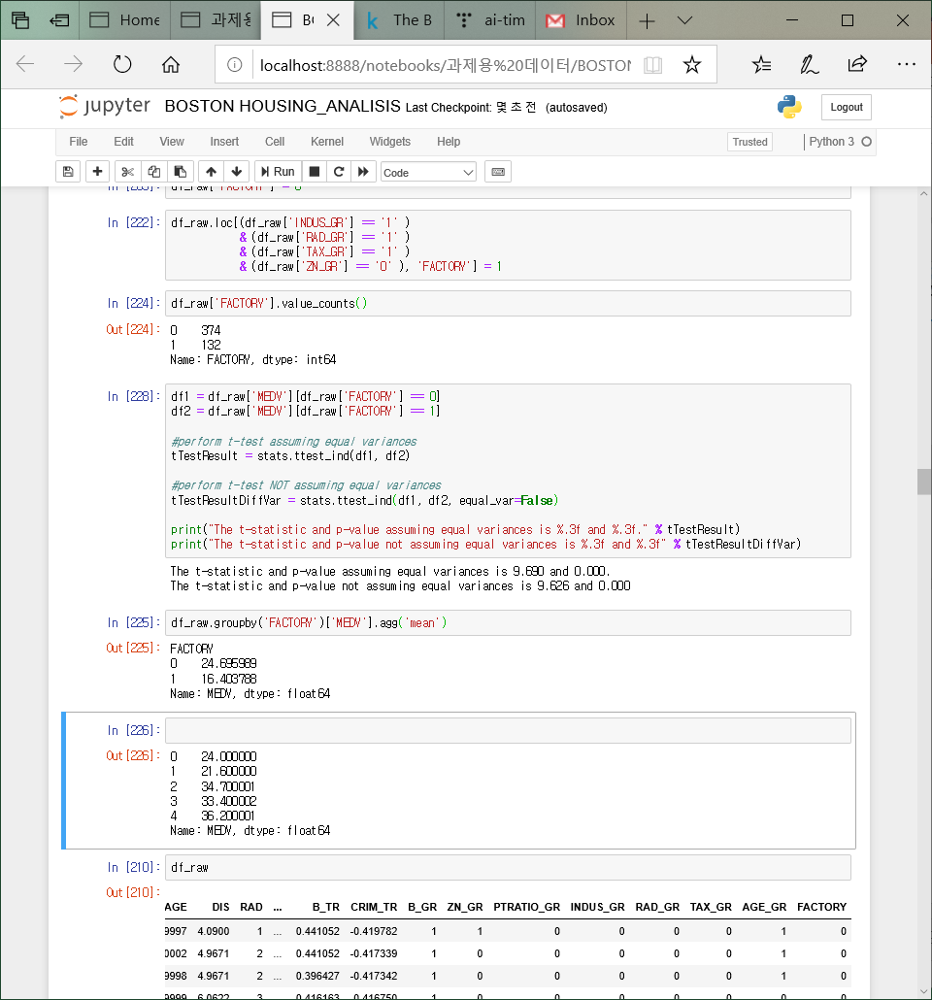 Home
과제용
BO
The B
ai-tim
Inbox
localhost:8888/notebooks/과제용%20데이터/BOSTON
jupyter BOSTON HOUSING_ANALISIS Last Checkpoint: 몇 초 전 (autosaved)
Logout
File Edit View Insert Cell Kernel Widgets Help
Trusted
Python 3
Run
Code
In [222]: df_raw.loc[(df_raw['INDUS_GR'] == '1' )
& (df_raw['RAD_GR'] == '1' )
& (df_raw['TAX_GR'] == '1' )
& (df_raw['ZN_GR'] == '0' ), 'FACTORY'] = 1
In [224]: df_raw['FACTORY'].value_counts()
Out[224]: 0 374
1 132
Name: FACTORY, dtype: int64
In [228]: df1 = df_raw['MEDV'][df_raw['FACTORY'] == 0]
df2 = df_raw['MEDV'][df_raw['FACTORY'] == 1]
#perform t-test assuming equal variances
tTestResult = stats.ttest_ind(df1, df2)
#perform t-test NOT assuming equal variances
tTestResultDiffVar = stats.ttest_ind(df1, df2, equal_var=False)
print("The t-statistic and p-value assuming equal variances is %.3f and %.3f." % tTestResult)
print("The t-statistic and p-value not assuming equal variances is %.3f and %.3f" % tTestResultDiffVar)
The t-statistic and p-value assuming equal variances is 9.690 and 0.000.
The t-statistic and p-value not assuming equal variances is 9.626 and 0.000
In [225]: df_raw.groupby('FACTORY')['MEDV'].agg('mean')
Out[225]: FACTORY
0 24.695989
1 16.403788
Name: MEDV, dtype: float64
In [226]:
Out[226]: 0 24.000000
1 21.600000
2 34.700001
3 33.400002
4 36.200001
Name: MEDV, dtype: float64
In [210]: df_raw
Out[210]:
AGE DIS RAD ... B_TR CRIM_TR B_GR ZN_GR PTRATIO_GR INDUS_GR RAD_GR TAX_GR AGE_GR FACTORY
9997 4.0900 1 ... 0.441052 -0.419782 1 1 0 0 0 0 1 0
0002 4.9671 2 ... 0.441052 -0.417339 1 0 0 0 0 0 1 0
9998 4.9671 2 ... 0.396427 -0.417342 1 0 0 0 0 0 1 0
9999 6.0622 3 ... 0.416163 -0.416750 1 0 0 0 0 0 1 0